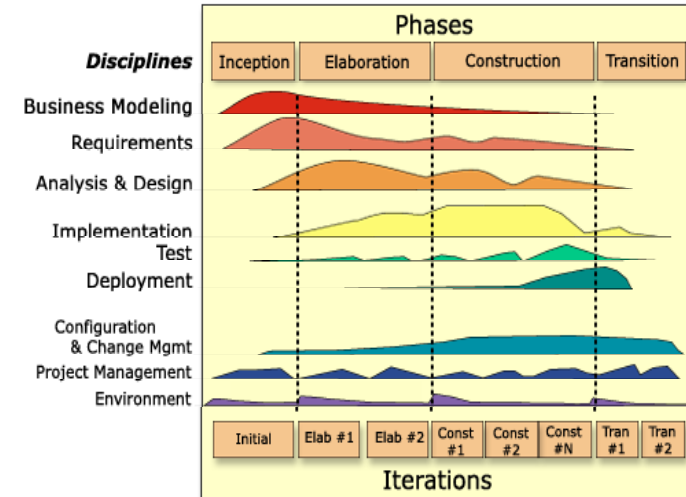 Phases
Disciplines
Inception
Elaboration
Construction
Transition
Business Modeling
Requirements
Analysis & Design
Implementation
Test
Deployment
Configuration
& Change Mgmt
Project Management
Environment
Initial
Elab #1
Elab #2
Const
#1
Const
#2
Const
#N
Tran
#1
Tran
#2
Iterations